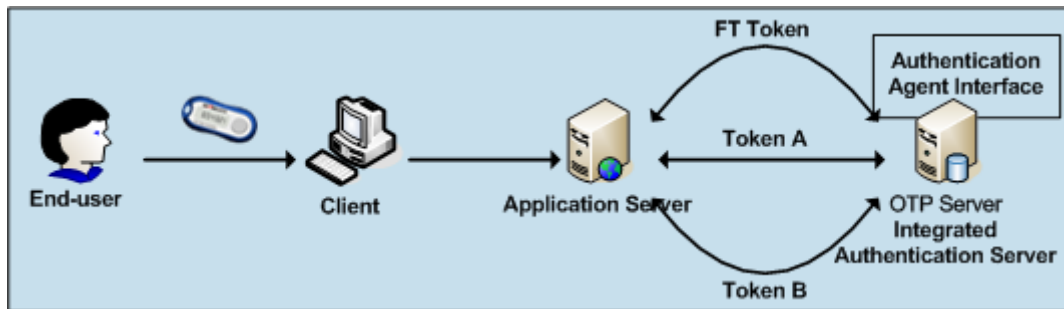 FT Token
Authentication
Agent Interface
Token A
End-user
Client
Application Server
OTP Server
Integrated
Authentication Server
Token B